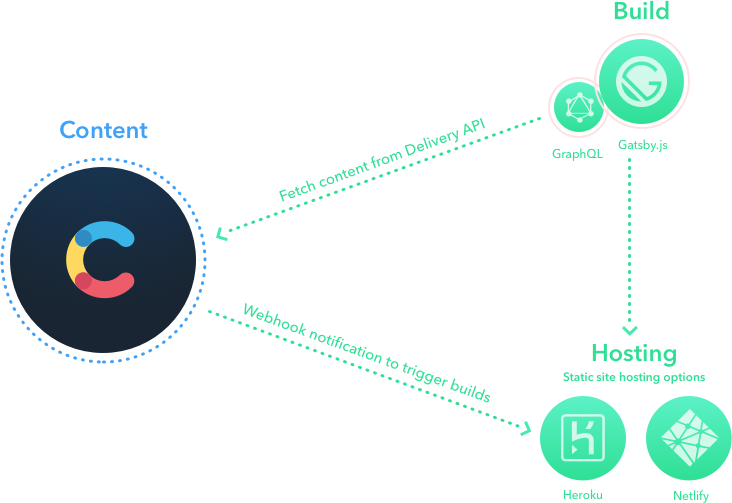 Build
Content
Fetch content from Delivery API
GraphQL
Gatsby.js
Webhook notification to trigger builds
Hosting
Static site hosting options
Heroku
Netlify